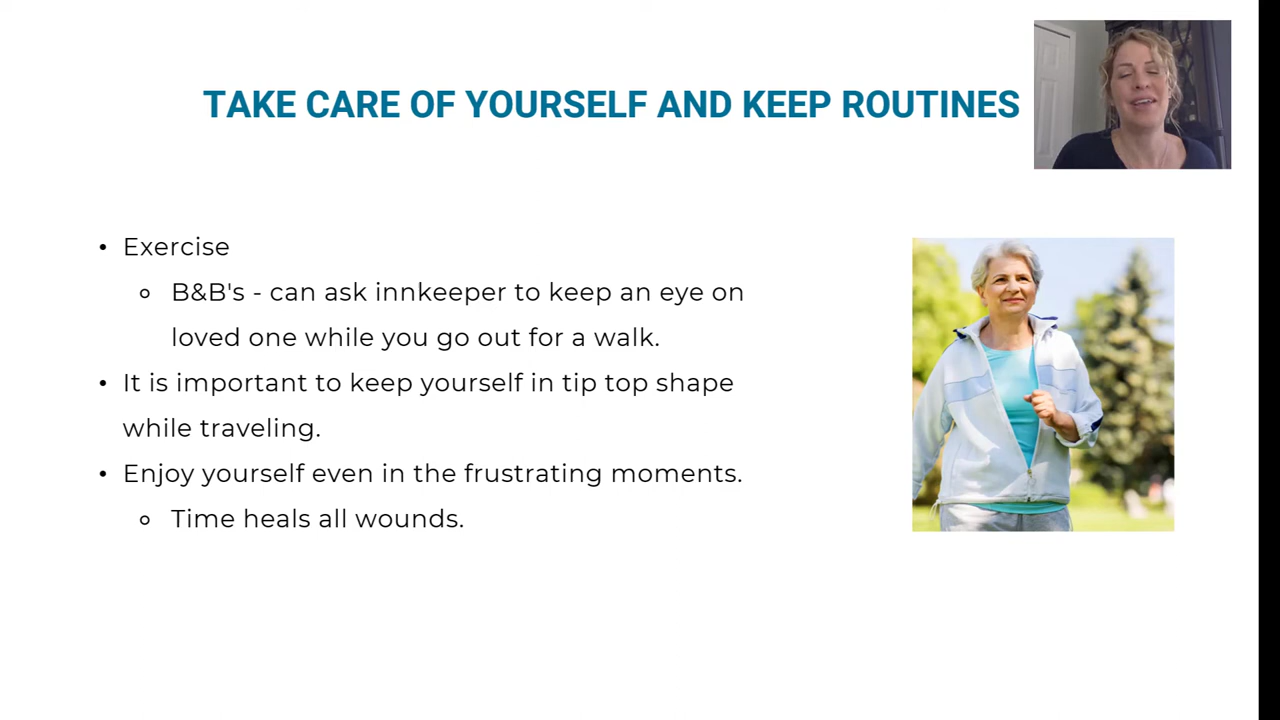 TAKE CARE OF YOURSELF AND KEEP ROUTINES
• Exercise
○ B&B's - can ask innkeeper to keep an eye on
loved one while you go out for a walk.
• It is important to keep yourself in tip top shape
while traveling.
• Enjoy yourself even in the frustrating moments.
○ Time heals all wounds.